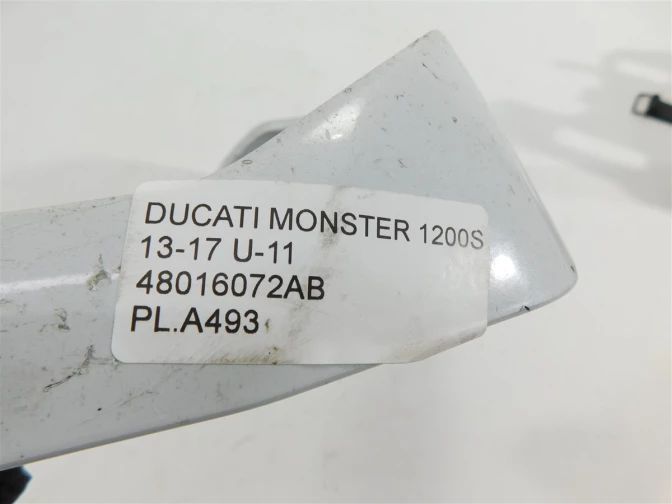 DUCATI MONSTER 1200S
13-17 U-11
48016072AB
PL.A493